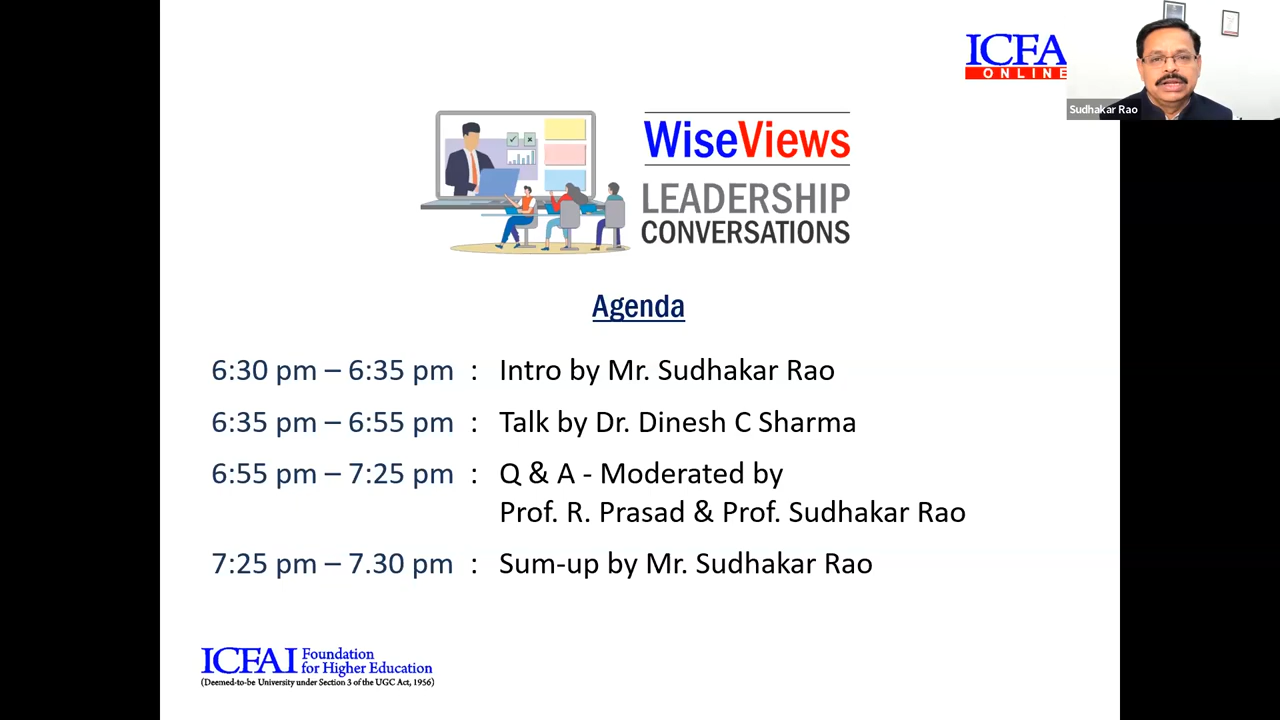 ICFA
ONLINE
Sudhakar Rao
WiseViews
LEADERSHIP
CONVERSATIONS
Agenda
6:30 pm – 6:35 pm : Intro by Mr. Sudhakar Rao
6:35 pm – 6:55 pm : Talk by Dr. Dinesh C Sharma
6:55 pm – 7:25 pm : Q & A - Moderated by
Prof. R. Prasad & Prof. Sudhakar Rao
7:25 pm – 7.30 pm : Sum-up by Mr. Sudhakar Rao
ICFAI Foundation
for Higher Education
(Deemed-to-be University under Section 3 of the UGC Act, 1956)